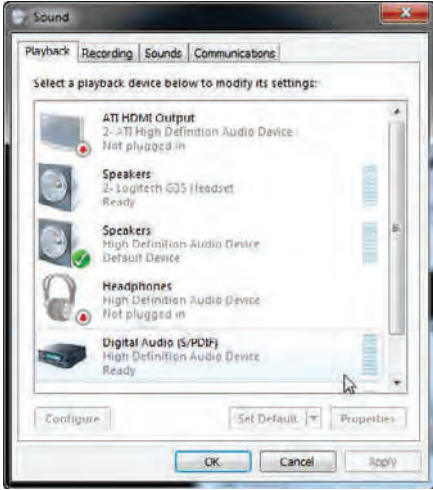 Sound
Playback Recording Sounds Communications
Select a playback device below to modify its settings:
ATI HDMI Output
2- ATI High Definition Audio Device
Not plugged in
Speakers
2- Logitech G35 Headset
Ready
Speakers
High Definition Audio Device
Default Device
Headphones
High Definition Audio Device
Not plugged in
Digital Audio (S/PDIF)
High Definition Audio Device
Ready
Configure Set Default Properties
OK Cancel Apply